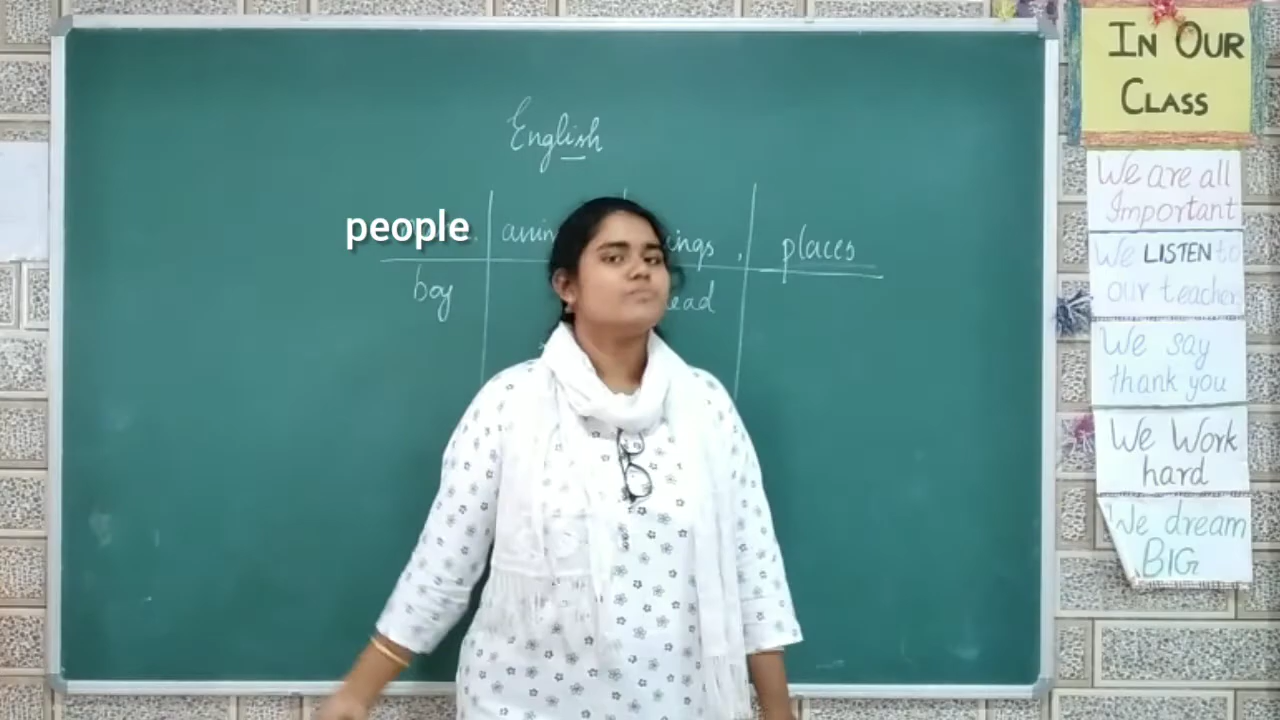 English
people places
boy
IN OUR
CLASS
We are all
Important
We LISTEN to
our teacher
We say
thank you
We Work
hard
We dream
BIG